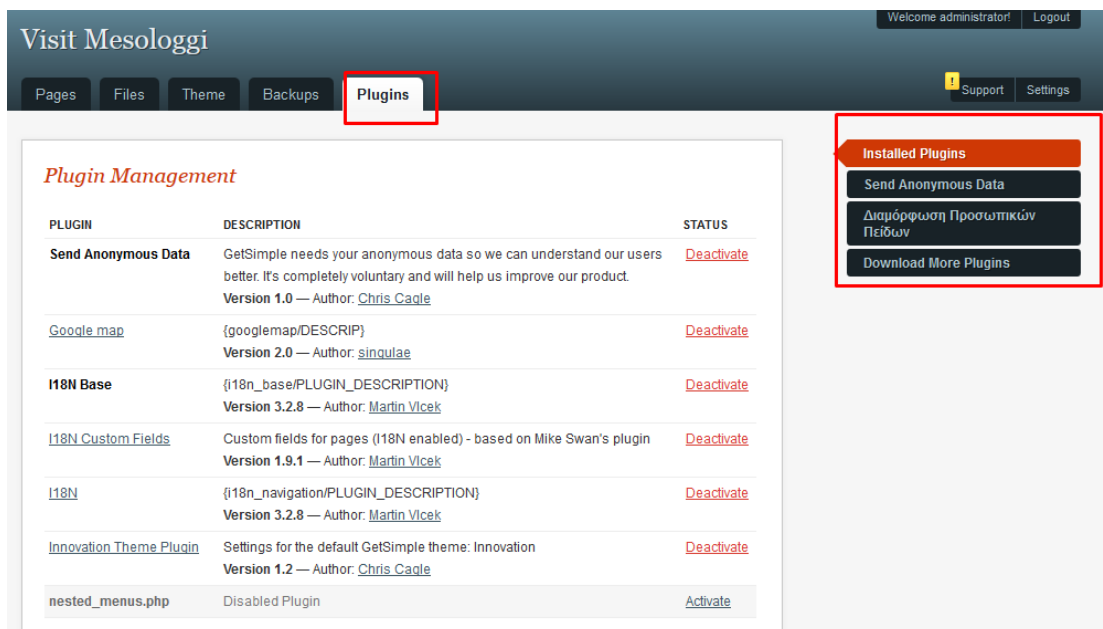 Welcome administrator! Logout
Visit Mesologgi
Pages Files Theme Backups Plugins
! Support Settings
Installed Plugins
Send Anonymous Data
Διαμόρφωση Προσωπικών
Πείδων
Download More Plugins
Plugin Management
PLUGIN DESCRIPTION STATUS
Send Anonymous Data GetSimple needs your anonymous data so we can understand our users Deactivate
better. It's completely voluntary and will help us improve our product.
Version 1.0 — Author: Chris Cagle
Google map {googlemap/DESCRIP} Deactivate
Version 2.0 — Author: singulae
I18N Base {i18n_base/PLUGIN_DESCRIPTION} Deactivate
Version 3.2.8 — Author: Martin Vlcek
I18N Custom Fields Custom fields for pages (I18N enabled) - based on Mike Swan's plugin Deactivate
Version 1.9.1 — Author: Martin Vlcek
I18N {i18n_navigation/PLUGIN_DESCRIPTION} Deactivate
Version 3.2.8 — Author: Martin Vlcek
Innovation Theme Plugin Settings for the default GetSimple theme: Innovation Deactivate
Version 1.2 — Author: Chris Cagle
nested_menus.php Disabled Plugin Activate